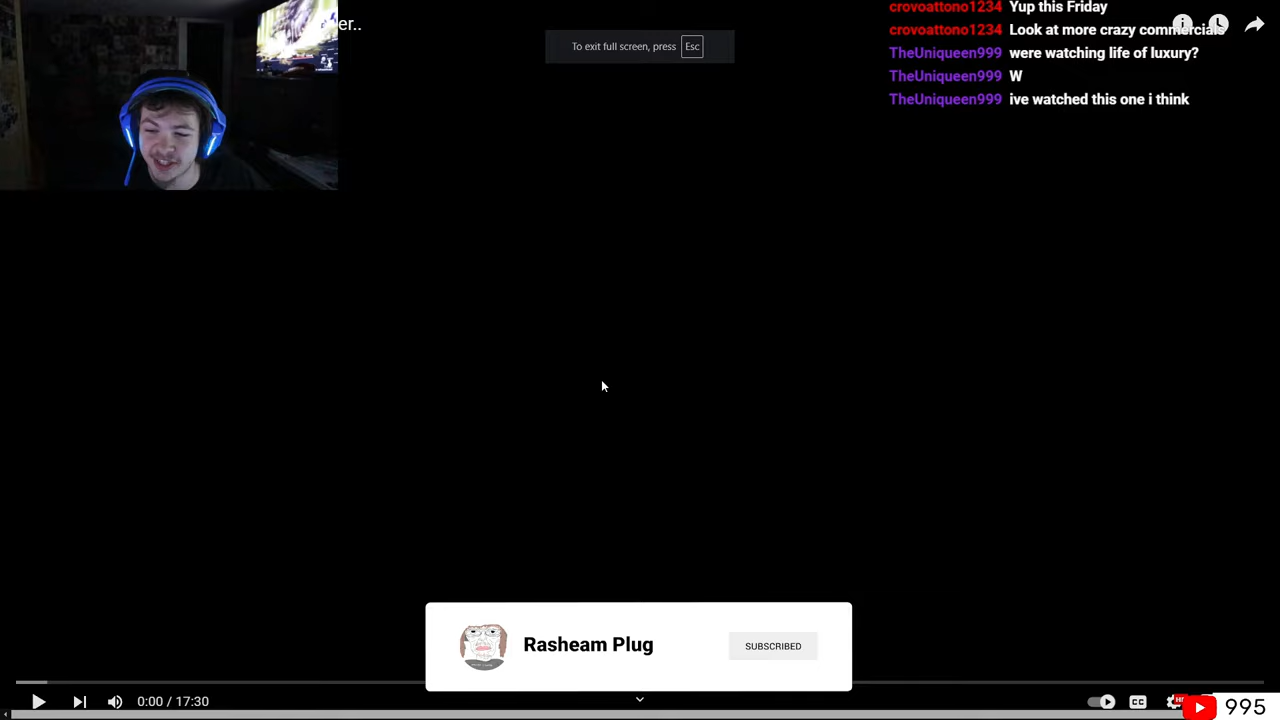 er..
To exit full screen, press Esc
crovoattono1234 Yup this Friday
crovoattono1234 Look at more crazy commercials
TheUniqueen999 were watching life of luxury?
TheUniqueen999 W
TheUniqueen999 ive watched this one i think
Rasheam Plug
SUBSCRIBED
0:00 / 17:30
CC
995